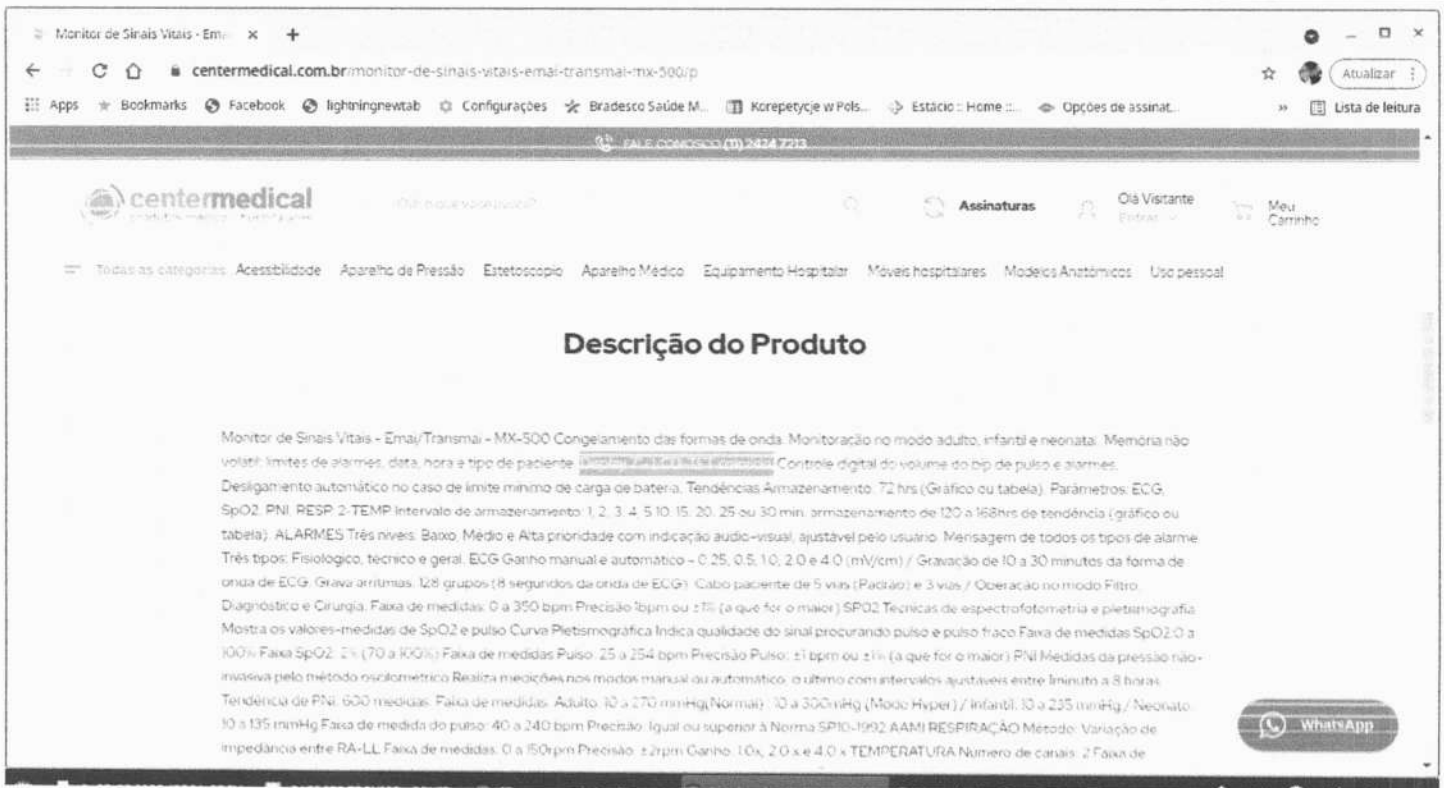 Monitor de Sinais Vitais - Ema
centermedical.com.br/monitor-de-sinais-vitais-emai-transmai-mx-500/p
Atualizar
Apps Bookmarks Facebook lightningnewtab Configurações Bradesco Saúde M... Korepetycje w Pols... Estácio :: Home ::... Opções de assinat... » Lista de leitura
FALE CONOSCO (11) 2424 7213
centermedical
Assinaturas
Olá Visitante
Entrar
Meu
Carrinho
Todas as categorias Acessibilidade Aparelho de Pressão Estetoscopio Aparelho Médico Equipamento Hospitalar Móveis hospitalares Modelos Anatômicos Uso pessoal
Descrição do Produto
Monitor de Sinais Vitais - Emai/Transmai - MX-500 Congelamento das formas de onda. Monitoração no modo adulto, infantil e neonatal. Memória não
volátil: limites de alarmes, data, hora e tipo de paciente. Controle digital do volume do bip de pulso e alarmes.
Desligamento automático no caso de limite mínimo de carga de bateria. Tendências Armazenamento: 72 hrs (Gráfico ou tabela). Parâmetros: ECG,
SpO2, PNI, RESP, 2-TEMP Intervalo de armazenamento: 1, 2, 3, 4, 5,10, 15, 20, 25 ou 30 min. armazenamento de 120 a 168hrs de tendência (gráfico ou
tabela). ALARMES Três niveis: Baixo, Médio e Alta prioridade com indicação audio-visual, ajustável pelo usuário. Mensagem de todos os tipos de alarme
Três tipos: Fisiológico, técnico e geral. ECG Ganho manual e automático - 0.25, 0.5, 1.0, 2.0 e 4.0 (mV/cm) / Gravação de 10 a 30 minutos da forma de
onda de ECG. Grava arritmias: 128 grupos (8 segundos da onda de ECG). Cabo paciente de 5 vias (Padrão) e 3 vias / Operação no modo Filtro,
Diagnóstico e Cirurgia. Faixa de medidas: 0 a 350 bpm Precisão 1bpm ou ±1% (a que for o maior) SP02 Técnicas de espectrofotometria e pletismografia
Mostra os valores-medidas de SpO2 e pulso Curva Pletismográfica Indica qualidade do sinal procurando pulso e pulso fraco Faixa de medidas SpO2:0 a
100% Faixa SpO2: 2% (70 a 100%) Faixa de medidas Pulso: 25 a 254 bpm Precisão Pulso: ±1 bpm ou ±1% (a que for o maior) PNI Medidas da pressão não-
invasiva pelo método oscilométrico Realiza medições nos modos manual ou automático, o ultimo com intervalos ajustáveis entre 1minuto a 8 horas
Tendência de PNI: 600 medidas. Faixa de medidas: Adulto: 10 a 270 mmHg(Normal) : 10 a 300mHg (Modo Hyper) / Infantil: 10 a 235 mmHg / Neonato:
10 a 135 mmHg Faixa de medida do pulso: 40 a 240 bpm Precisão: Igual ou superior à Norma SP10-1992 AAMI RESPIRAÇÃO Método: Variação de
impedância entre RA-LL Faixa de medidas: 0 a 150rpm Precisão: ±2rpm Ganho: 1.0x, 2.0 x e 4.0 x TEMPERATURA Numero de canais: 2 Faixa de
WhatsApp